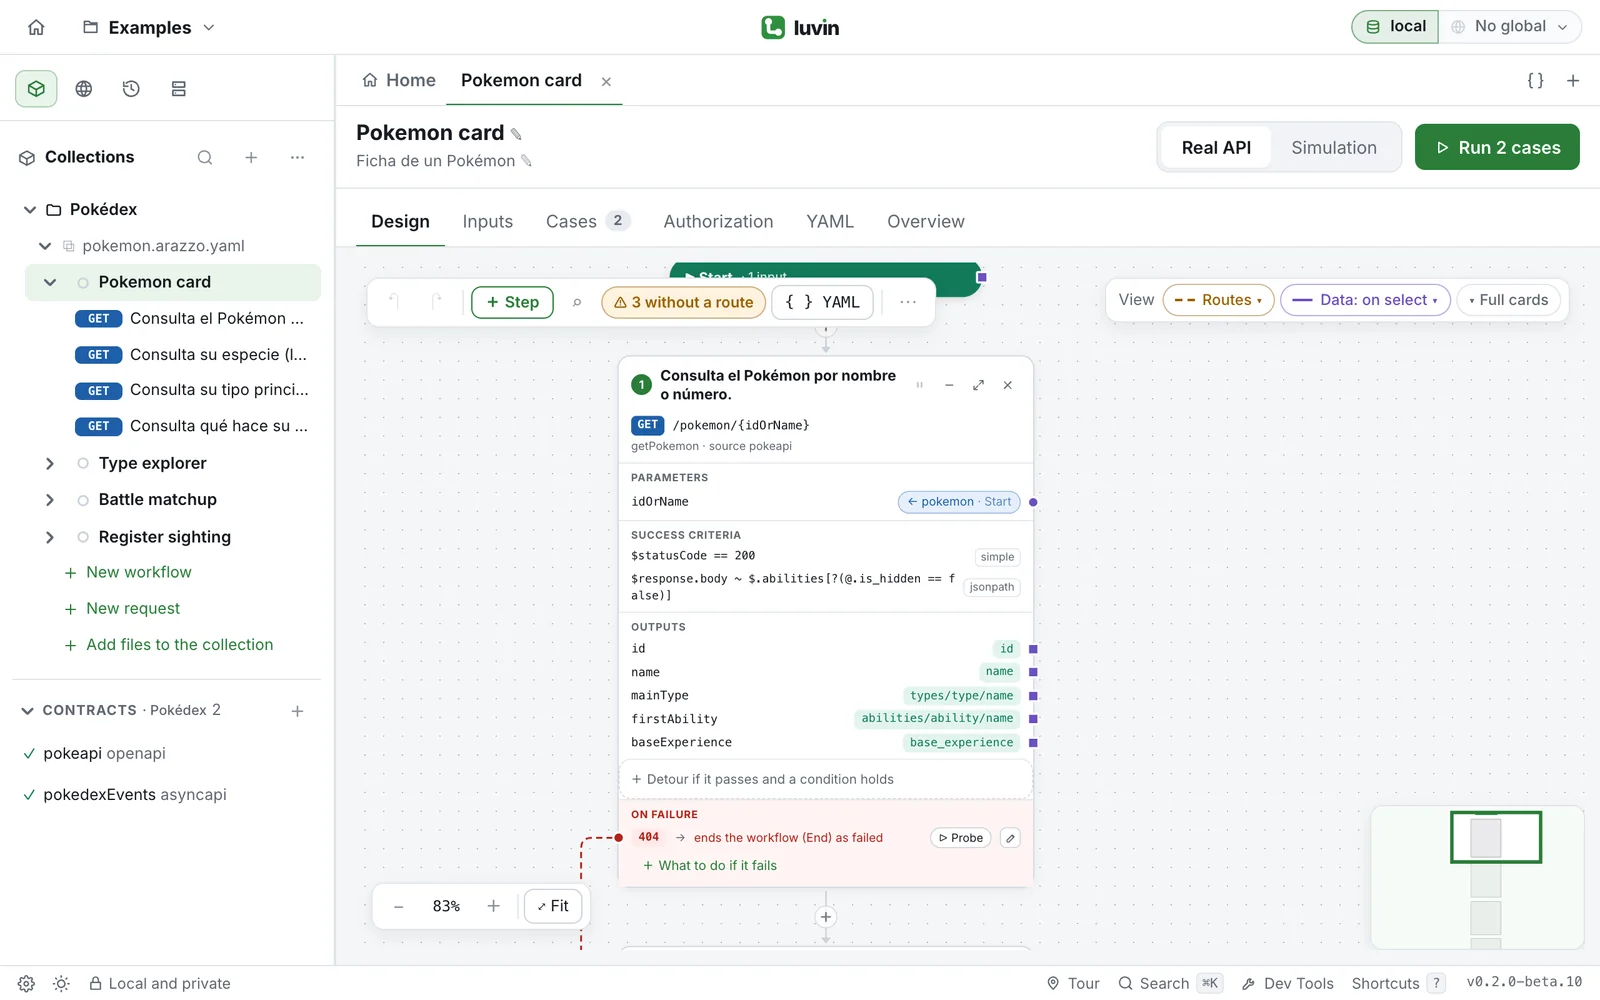 Examples
luvin
local
No global
Home
Pokemon card
{ }
Pokemon card
Ficha de un Pokémon
Real API
Simulation
Run 2 cases
Collections
Pokédex
pokemon.arazzo.yaml
Pokemon card
GET Consulta el Pokémon ...
GET Consulta su especie (l...
GET Consulta su tipo princi...
GET Consulta qué hace su ...
Type explorer
Battle matchup
Register sighting
+ New workflow
+ New request
+ Add files to the collection
CONTRACTS · Pokédex 2
pokeapi openapi
pokedexEvents asyncapi
Design
Inputs
Cases 2
Authorization
YAML
Overview
Start · 1 input
+ Step
3 without a route
{ } YAML
View
Routes
Data: on select
Full cards
1 Consulta el Pokémon por nombre
o número.
GET /pokemon/{idOrName}
getPokemon · source pokeapi
PARAMETERS
idOrName ← pokemon · Start
SUCCESS CRITERIA
$statusCode == 200 simple
$response.body ~ $.abilities[?(@.is_hidden == f
alse)] jsonpath
OUTPUTS
id id
name name
mainType types/type/name
firstAbility abilities/ability/name
baseExperience base_experience
+ Detour if it passes and a condition holds
ON FAILURE
404 → ends the workflow (End) as failed Probe
+ What to do if it fails
− 83% +
Fit
Local and private
Tour
Search ⌘K
Dev Tools
Shortcuts ?
v0.2.0-beta.10